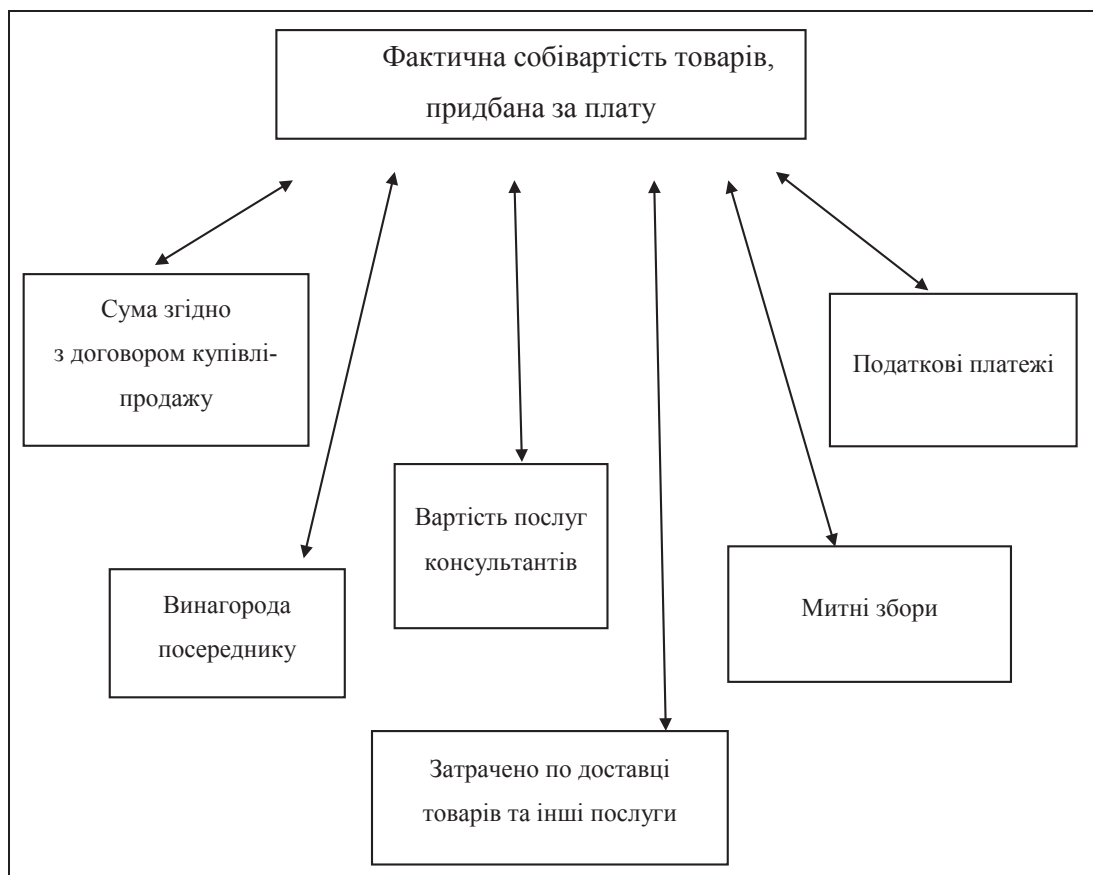 Фактична собівартість товарів,
придбана за плату
Сума згідно
з договором купівлі-
продажу
Податкові платежі
Вартість послуг
консультантів
Винагорода
посереднику
Митні збори
Затрачено по доставці
товарів та інші послуги